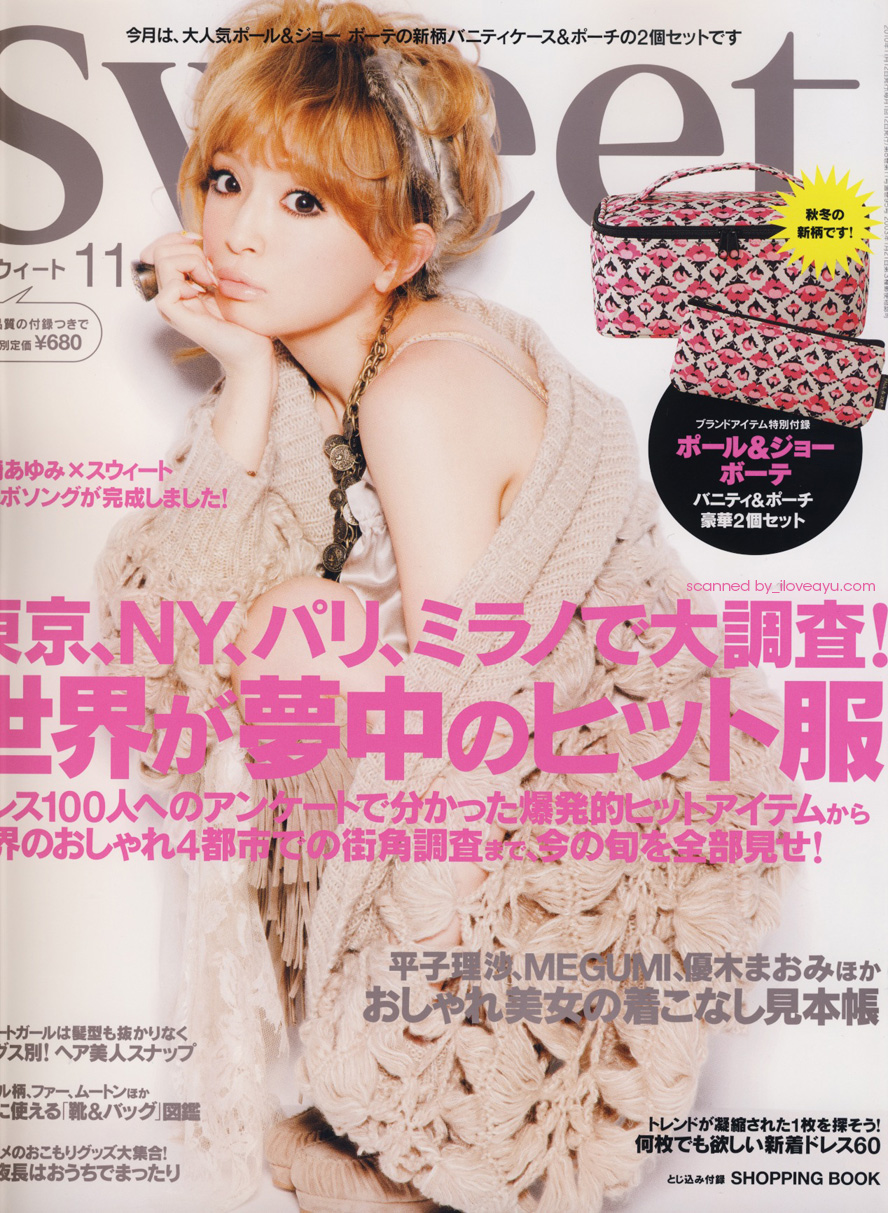 今月は、大人気ポール&ジョー ボーテの新柄バニティケース&ポーチの2個セットです
sweet
ウィート 11
品質の付録つきで
別定価 ¥680
秋冬の
新柄です!
ブランドアイテム特別付録
ポール&ジョー
ボーテ
バニティ&ポーチ
豪華2個セット
あゆみ×スウィート
ボソングが完成しました!
scanned by_iloveayu.com
東京、NY、パリ、ミラノで大調査!
世界が夢中のヒット服
レス100人へのアンケートで分かった爆発的ヒットアイテムから
界のおしゃれ4都市での街角調査まで、今の旬を全部見せ!
平子理沙、MEGUMI、優木まおみほか
おしゃれ美女の着こなし見本帳
ートガールは髪型も抜かりなく
グス別! ヘア美人スナップ
ル柄、ファー、ムートンほか
に使える「靴&バッグ」図鑑
メのおこもりグッズ大集合!
夜長はおうちでまったり
トレンドが凝縮された1枚を探そう!
何枚でも欲しい新着ドレス60
とじ込み付録 SHOPPING BOOK